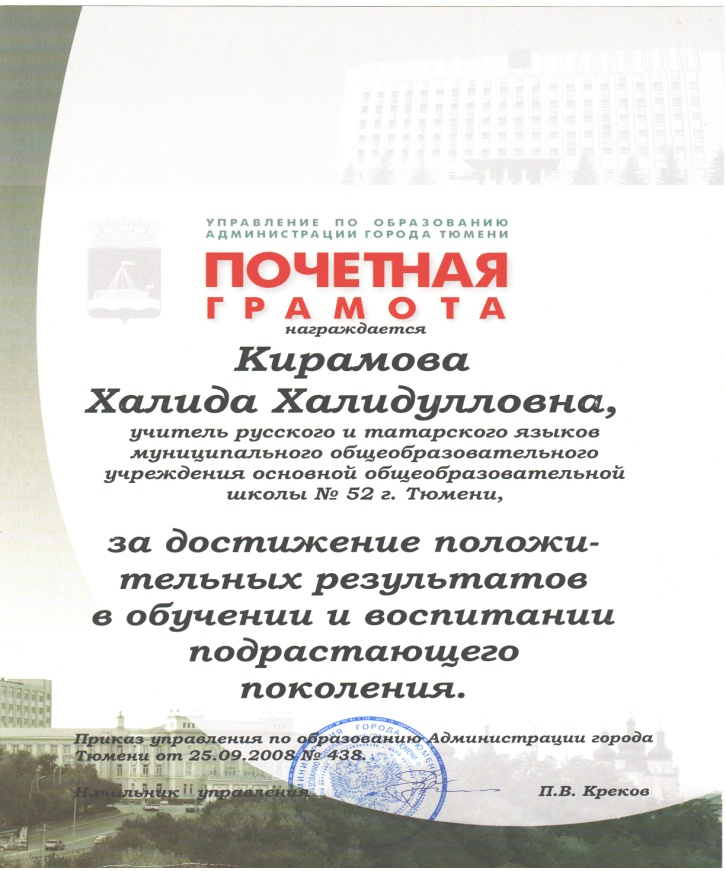 УПРАВЛЕНИЕ ПО ОБРАЗОВАНИЮ
АДМИНИСТРАЦИИ ГОРОДА ТЮМЕНИ
ПОЧЕТНАЯ
ГРАМОТА
награждается
Кирамова
Халида Халидулловна,
учитель русского и татарского языков
муниципального общеобразовательного
учреждения основной общеобразовательной
школы № 52 г. Тюмени,
за достижение положи-
тельных результатов
в обучении и воспитании
подрастающего
поколения.
Приказ управления по образованию Администрации города
Тюмени от 25.09.2008 № 438.
Начальник управления
П.В. Креков